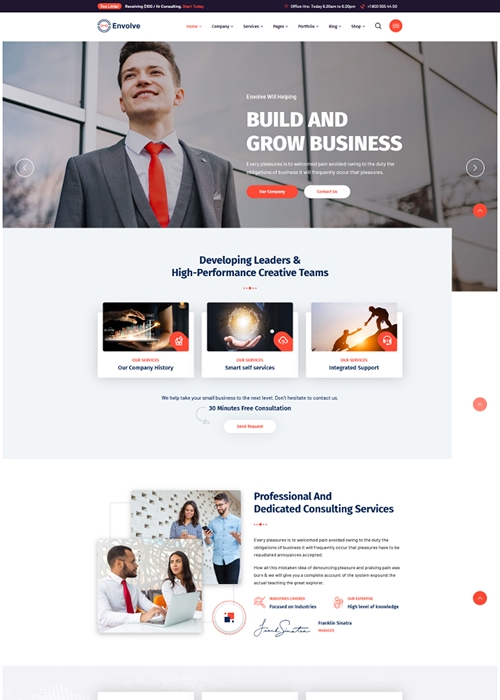 Receiving $100 / Hr Consulting, Start Today
Office Hrs: Today 9.00am to 6.00pm
+1 800 555 44 00
Envolve
Home
Company
Services
Pages
Portfolio
Blog
Shop
Envolve Will Helping
BUILD AND
GROW BUSINESS
Every pleasures is to welcomed pain avoided owing to the duty the
obligations of business it will frequently occur that pleasures.
Our Company
Contact Us
Developing Leaders &
High-Performance Creative Teams
OUR SERVICES
Our Company History
OUR SERVICES
Smart self services
OUR SERVICES
Integrated Support
We help take your small business to the next level. Don't hesitate to contact us.
30 Minutes Free Consultation
Send Request
Professional And
Dedicated Consulting Services
Every pleasures is to welcomed pain avoided owing to the duty the
obligations of business it will frequently occur that pleasures have to be
repudiated annoyances accepted.
How all this mistaken idea of denouncing pleasure and praising pain was
born & we will give you a complete account of the system expound the
actual teaching the great explorer.
INDUSTRIES COVERED
Focused on Industries
OUR EXPERTISE
High level of knowledge
Franklin Sinatra
MANAGER